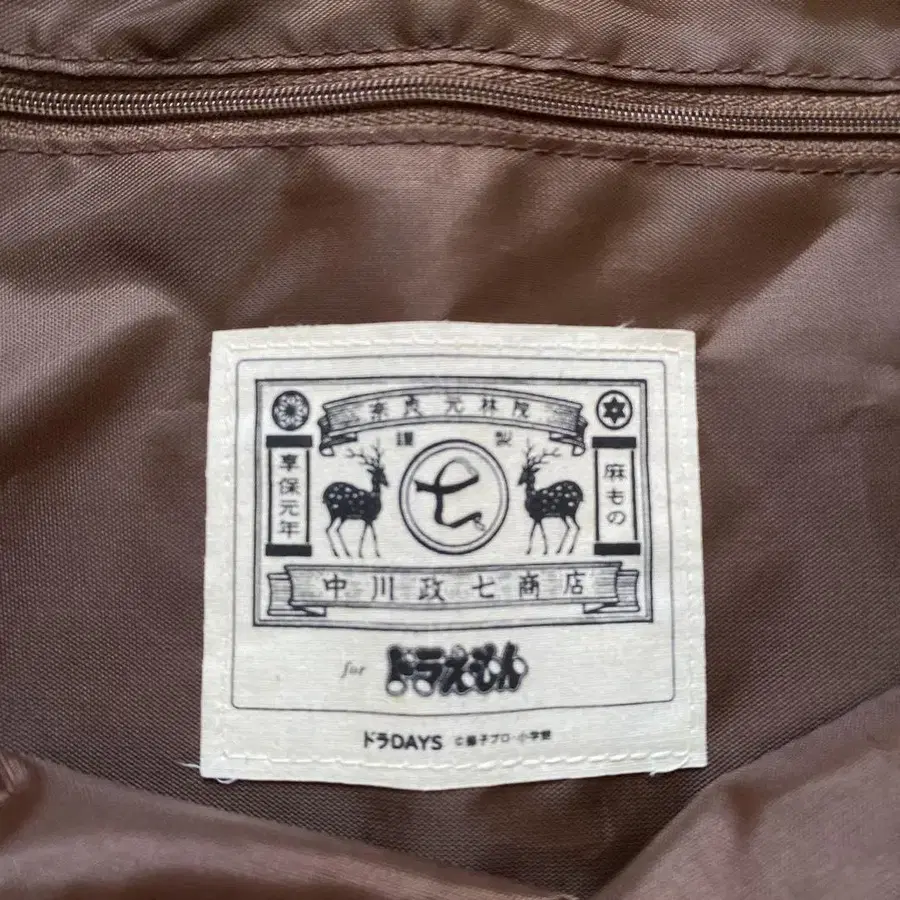 奈良元林院
謹製
享保元年
七
麻もの
中川政七商店
for ドラえもん
ドラDAYS ©藤子プロ・小学館